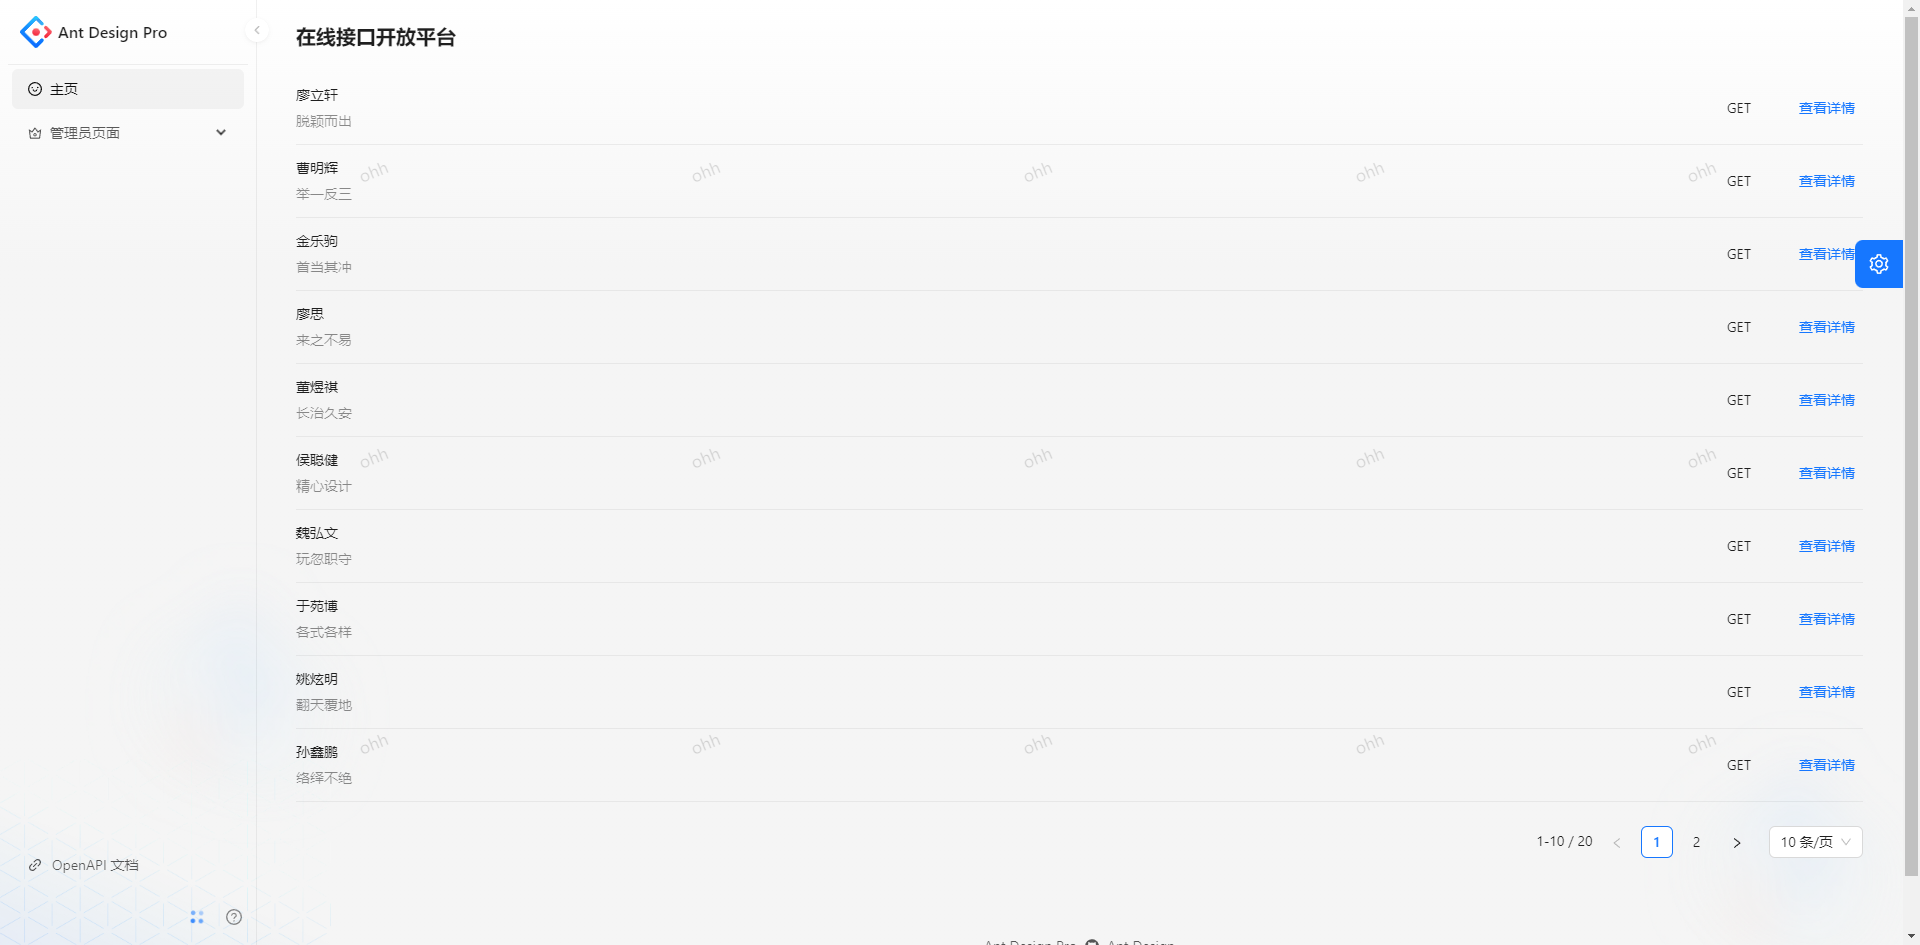 Ant Design Pro
主页
管理员页面
OpenAPI 文档
在线接口开放平台
廖立轩
脱颖而出
GET 查看详情
曹明辉
举一反三
GET 查看详情
ohh ohh ohh ohh ohh
金乐驹
首当其冲
GET 查看详情
廖思
来之不易
GET 查看详情
董煜祺
长治久安
GET 查看详情
侯聪健
精心设计
GET 查看详情
ohh ohh ohh ohh ohh
魏弘文
玩忽职守
GET 查看详情
于苑博
各式各样
GET 查看详情
姚炫明
翻天覆地
GET 查看详情
孙鑫鹏
络绎不绝
GET 查看详情
ohh ohh ohh ohh ohh
1-10 / 20 1 2 10 条/页
Ant Design Pro Ant Design